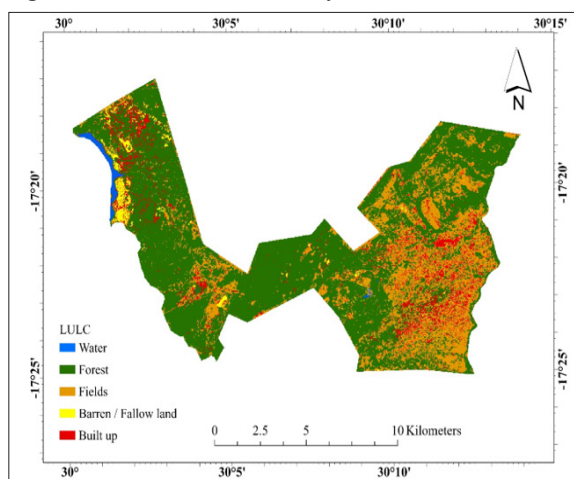 30° 30°5' 30°10' 30°15'
N
-17°20' -17°20'
-17°25' -17°25'
LULC
Water
Forest
Fields
Barren / Fallow land
Built up
0 2.5 5 10 Kilometers
30° 30°5' 30°10'